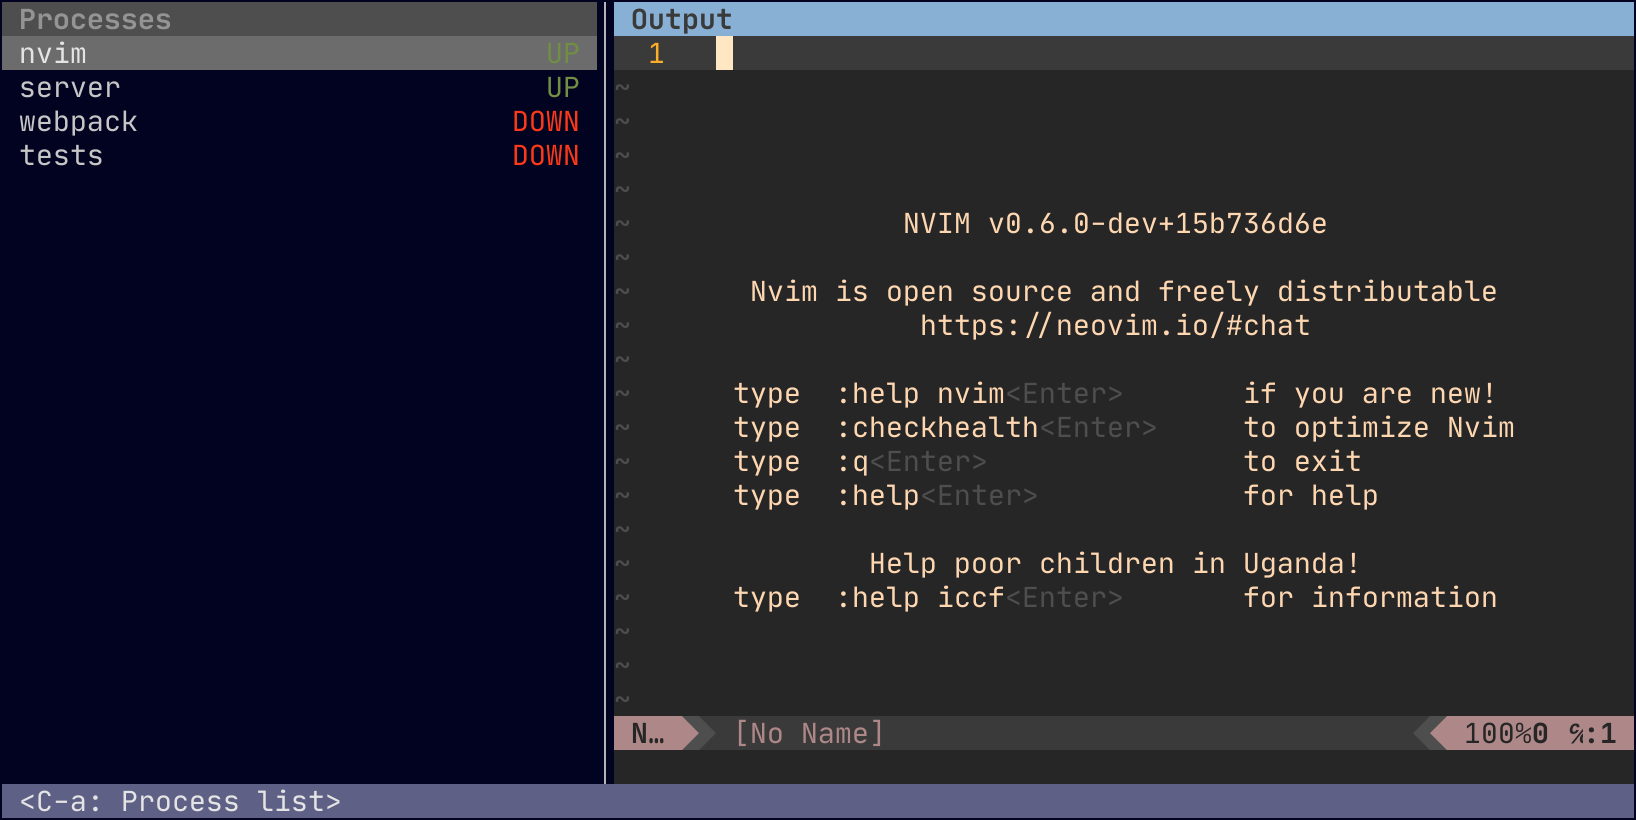 Processes
nvim UP
server UP
webpack DOWN
tests DOWN
<C-a: Process list>
Output
1
~
~
~
~
~ NVIM v0.6.0-dev+15b736d6e
~
~ Nvim is open source and freely distributable
~ https://neovim.io/#chat
~
~ type :help nvim<Enter> if you are new!
~ type :checkhealth<Enter> to optimize Nvim
~ type :q<Enter> to exit
~ type :help<Enter> for help
~
~ Help poor children in Uganda!
~ type :help iccf<Enter> for information
~
~
~
N… [No Name] 100%0 ℅:1